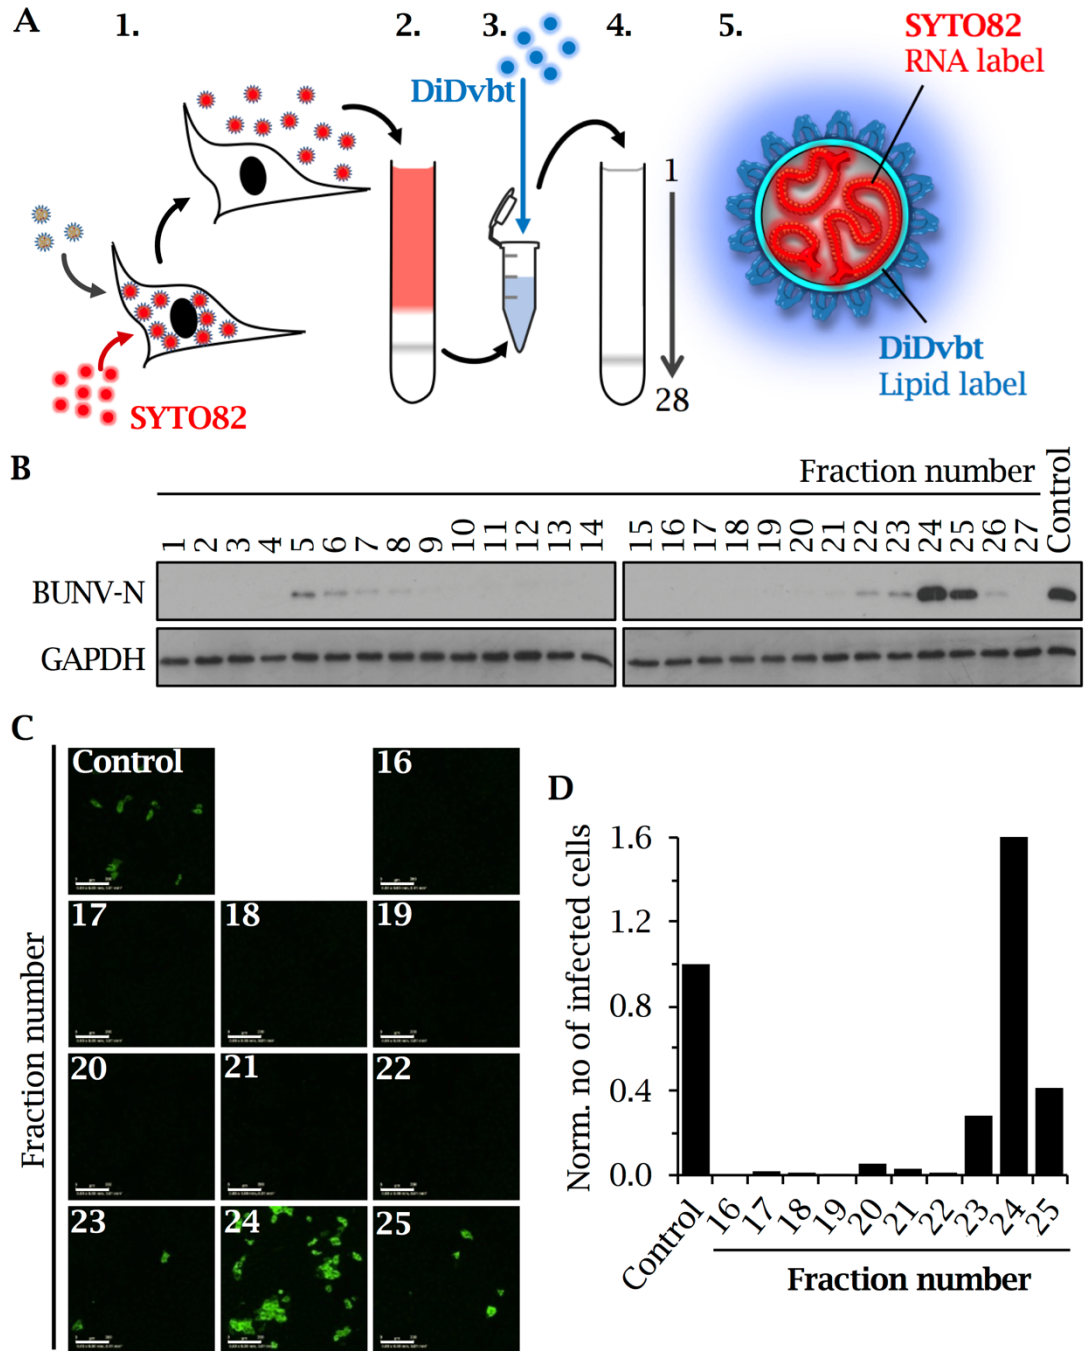 A
1.
2.
3.
4.
5.
SYTO82
RNA label
DiDvbt
1
28
DiDvbt
Lipid label
SYTO82
B
Fraction number
Control
1 2 3 4 5 6 7 8 9 10 11 12 13 14 15 16 17 18 19 20 21 22 23 24 25 26 27
BUNV-N
GAPDH
C
Fraction number
Control 16
17 18 19
20 21 22
23 24 25
D
Norm. no of infected cells
1.6
1.2
0.8
0.4
0.0
Control 16 17 18 19 20 21 22 23 24 25
Fraction number